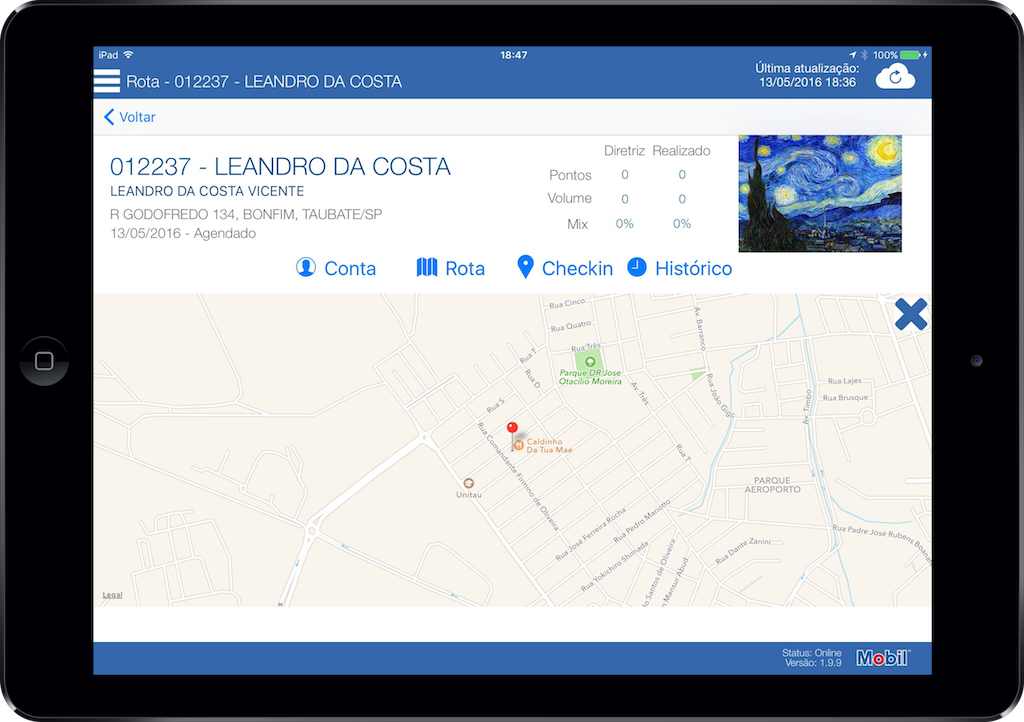 iPad 18:47 100%
Rota - 012237 - LEANDRO DA COSTA
Última atualização:
13/05/2016 18:36
Voltar
012237 - LEANDRO DA COSTA
LEANDRO DA COSTA VICENTE
R GODOFREDO 134, BONFIM, TAUBATE/SP
13/05/2016 - Agendado
Diretriz Realizado
Pontos 0 0
Volume 0 0
Mix 0% 0%
Conta Rota Checkin Histórico
Rua Cinco
Rua Quatro
Rua Três
Rua T
Rua D
Parque DR Jose
Otacílio Moreira
Av. Barranco
Rua João Gigli
Av. Três
Rua S
Rua Lajes
Rua Brusque
Av. Timbo
Caldinho
Da Tua Mae
Rua Comandante Firmino de Oliveira
Rua T
Unitau
PARQUE
AEROPORTO
Rua José Ferreira Rocha
Rua Pedro Mariotto
Rua Yokichiro Shimada
Rua Dante Zanini
Rua Padre José Rubens
Santos de Oliveira
Mansur Abud
Legal
Status: Online
Versão: 1.9.9
Mobil